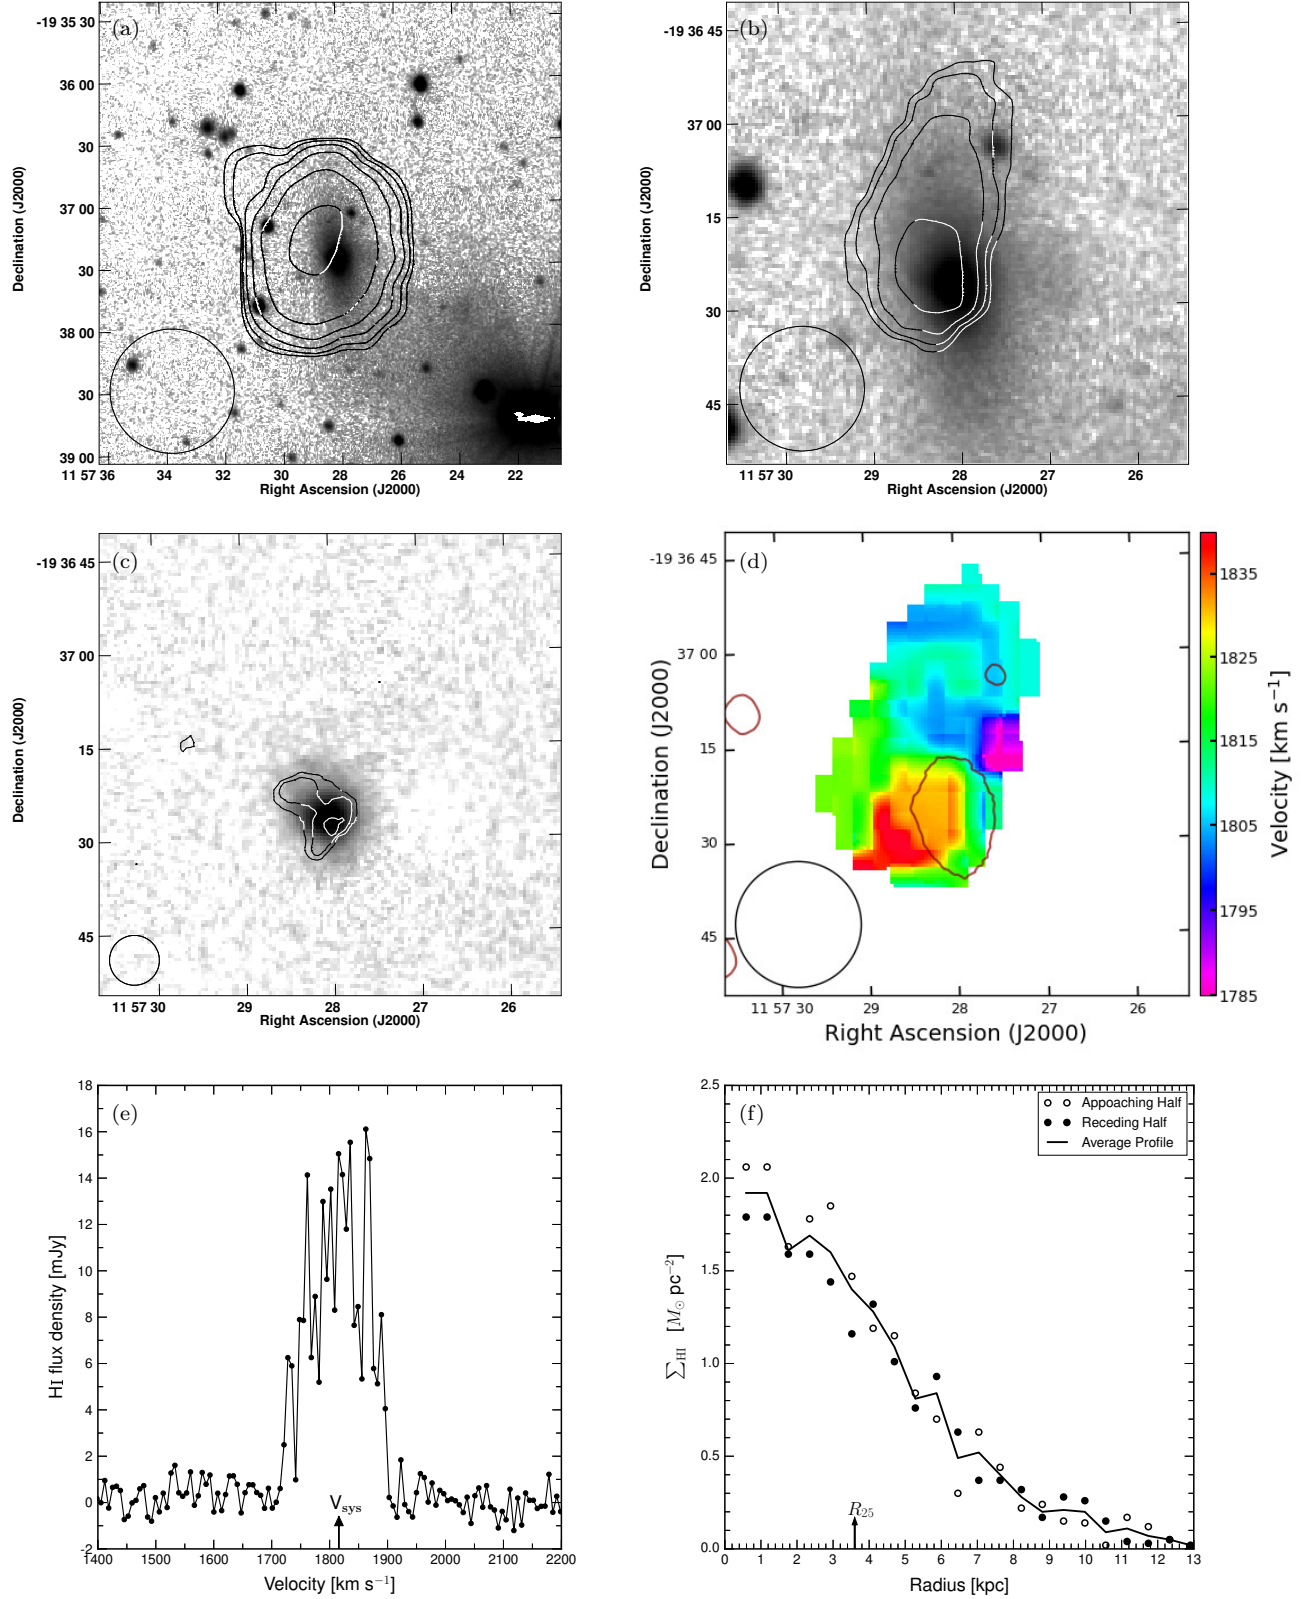 (a)
-19 35 30
36 00
30
37 00
30
38 00
30
39 00
Declination (J2000)
11 57 36 34 32 30 28 26 24 22
Right Ascension (J2000)
(b)
-19 36 45
37 00
15
30
45
Declination (J2000)
11 57 30 29 28 27 26
Right Ascension (J2000)
(c)
-19 36 45
37 00
15
30
45
Declination (J2000)
11 57 30 29 28 27 26
Right Ascension (J2000)
(d)
-19 36 45
37 00
15
30
45
Declination (J2000)
11 57 30 29 28 27 26
Right Ascension (J2000)
1835
1825
1815
1805
1795
1785
Velocity [km s⁻¹]
(e)
18
16
14
12
10
8
6
4
2
0
-2
HI flux density [mJy]
Vsys
1400 1500 1600 1700 1800 1900 2000 2100 2200
Velocity [km s⁻¹]
(f)
Appoaching Half
Receding Half
Average Profile
2.5
2.0
1.5
1.0
0.5
0.0
∑HI [M⊙ pc⁻²]
R25
0 1 2 3 4 5 6 7 8 9 10 11 12 13
Radius [kpc]